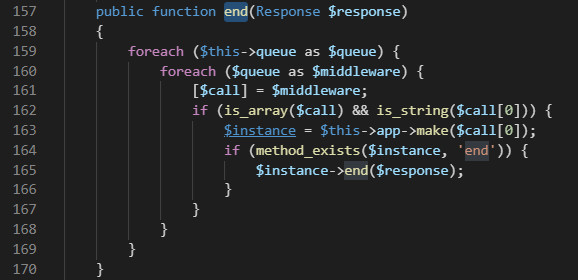 157 public function end(Response $response)
158 {
159 foreach ($this->queue as $queue) {
160 foreach ($queue as $middleware) {
161 [$call] = $middleware;
162 if (is_array($call) && is_string($call[0])) {
163 $instance = $this->app->make($call[0]);
164 if (method_exists($instance, 'end')) {
165 $instance->end($response);
166 }
167 }
168 }
169 }
170 }